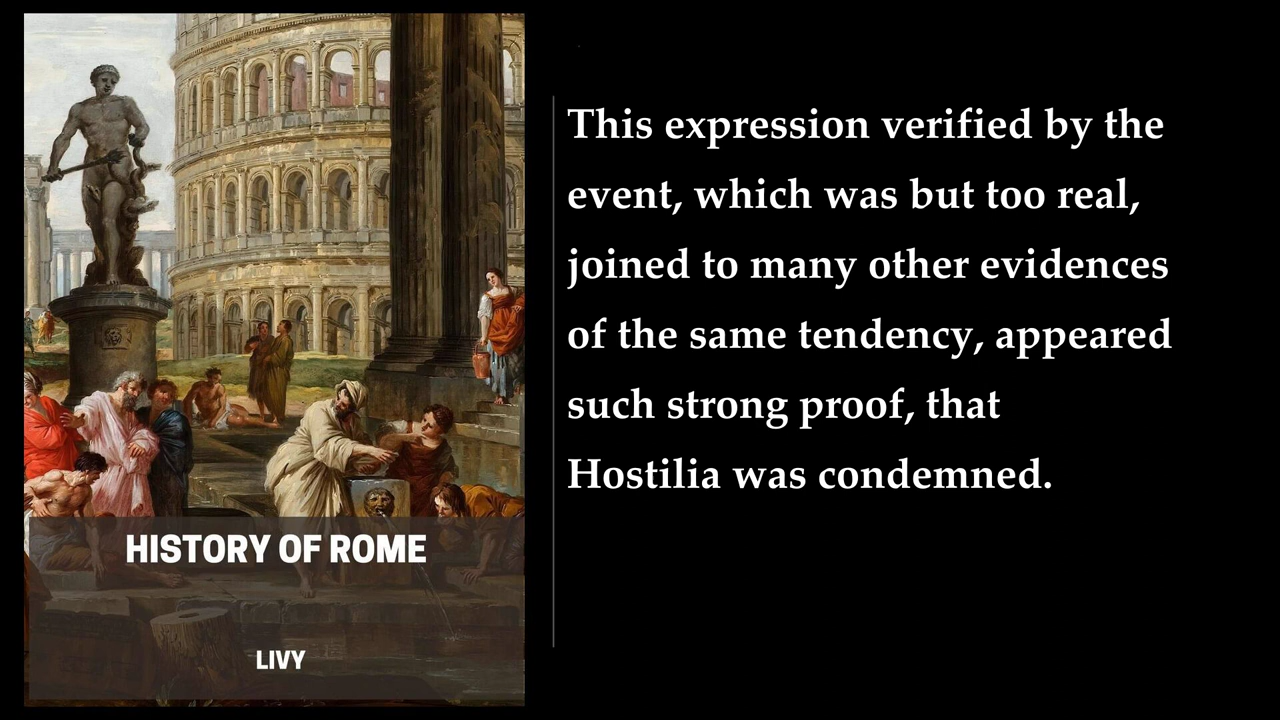 HISTORY OF ROME
LIVY
This expression verified by the
event, which was but too real,
joined to many other evidences
of the same tendency, appeared
such strong proof, that
Hostilia was condemned.